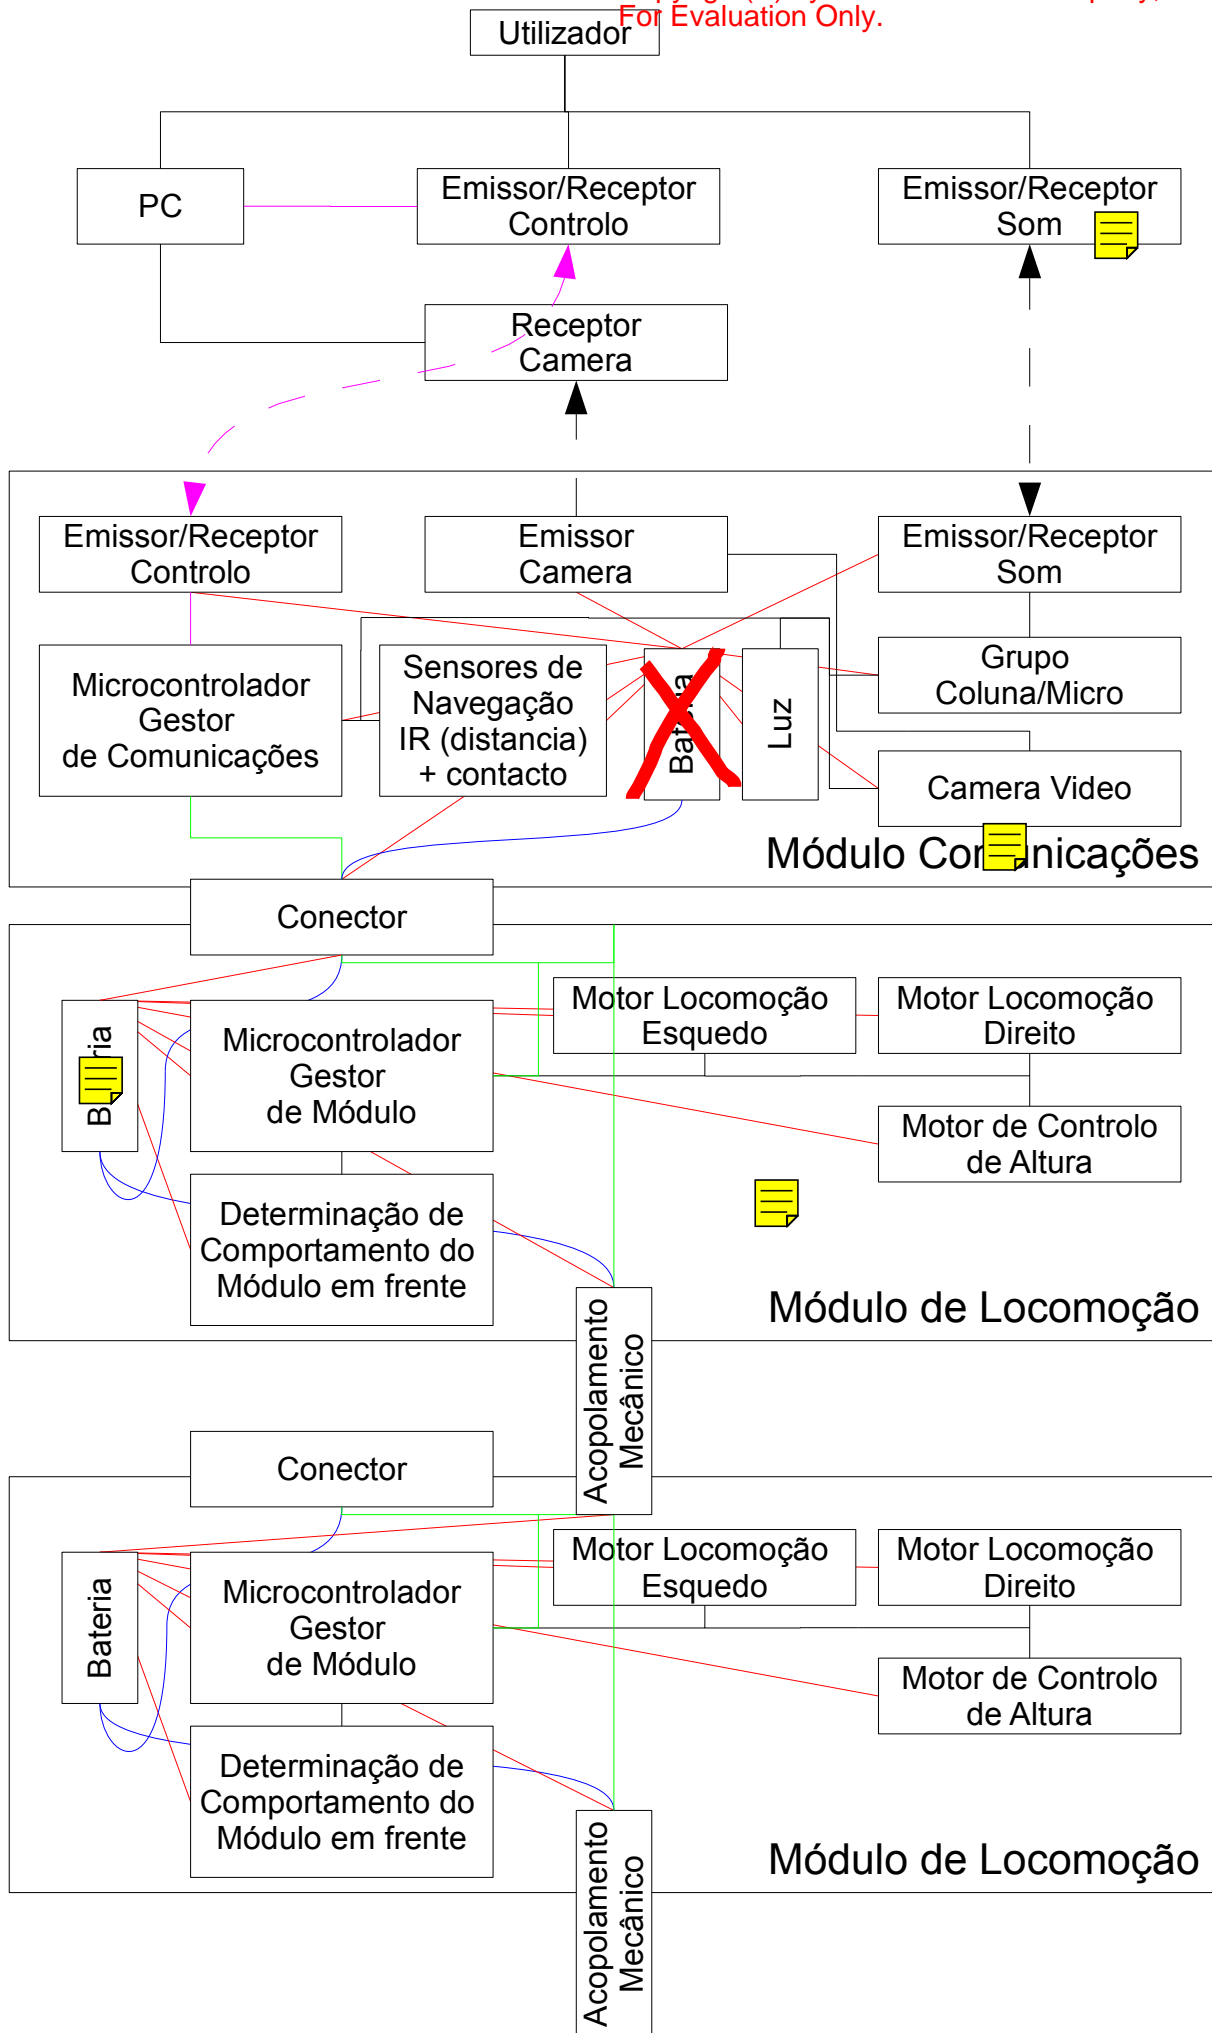 For Evaluation Only.
Utilizador
PC
Emissor/Receptor
Controlo
Emissor/Receptor
Som
Receptor
Camera
Emissor/Receptor
Controlo
Emissor
Camera
Emissor/Receptor
Som
Microcontrolador
Gestor
de Comunicações
Sensores de
Navegação
IR (distancia)
+ contacto
Bateria
Luz
Grupo
Coluna/Micro
Camera Video
Módulo Comunicações
Conector
Bateria
Microcontrolador
Gestor
de Módulo
Motor Locomoção
Esquedo
Motor Locomoção
Direito
Motor de Controlo
de Altura
Determinação de
Comportamento do
Módulo em frente
Módulo de Locomoção
Acopolamento
Mecânico
Conector
Bateria
Microcontrolador
Gestor
de Módulo
Motor Locomoção
Esquedo
Motor Locomoção
Direito
Motor de Controlo
de Altura
Determinação de
Comportamento do
Módulo em frente
Módulo de Locomoção
Acopolamento
Mecânico